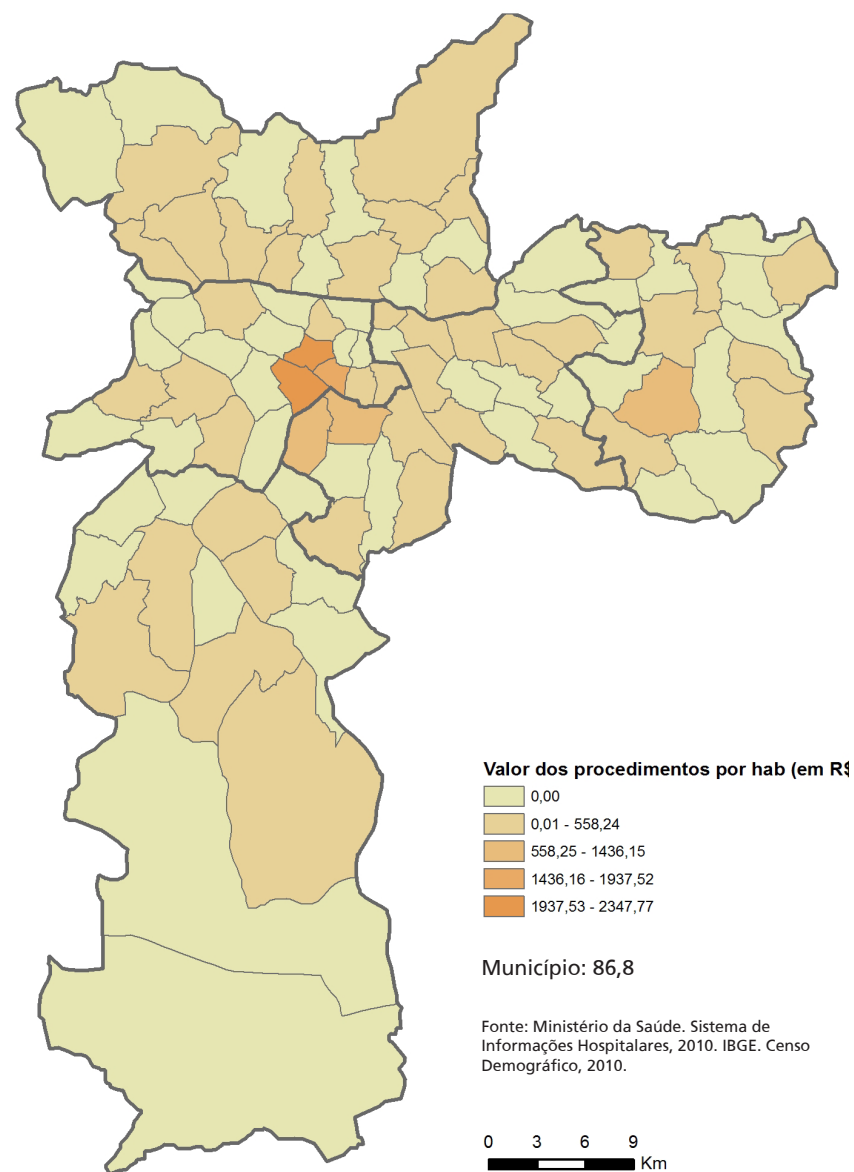 Valor dos procedimentos por hab (em R$
0,00
0,01 - 558,24
558,25 - 1436,15
1436,16 - 1937,52
1937,53 - 2347,77
Município: 86,8
Fonte: Ministério da Saúde. Sistema de
Informações Hospitalares, 2010. IBGE. Censo
Demográfico, 2010.
0 3 6 9
Km